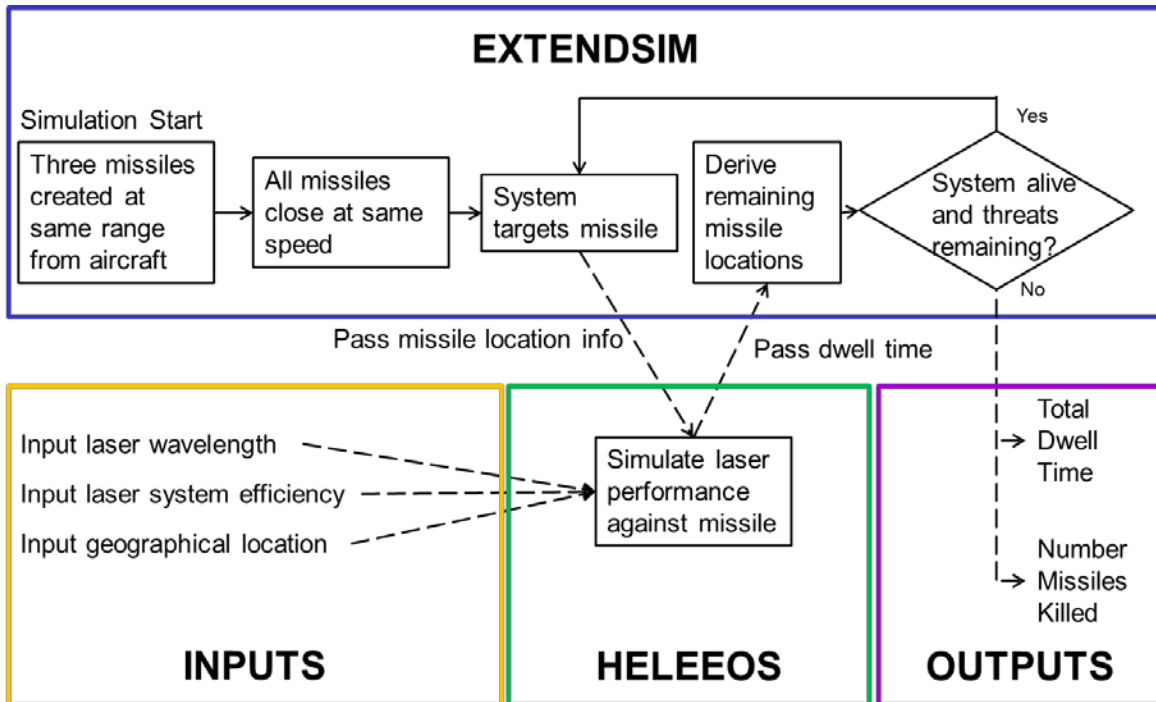 EXTENDSIM
Simulation Start
Three missiles
created at
same range
from aircraft
All missiles
close at same
speed
System
targets missile
Derive
remaining
missile
locations
System alive
and threats
remaining?
Yes
No
Pass missile location info
Pass dwell time
Input laser wavelength
Input laser system efficiency
Input geographical location
INPUTS
Simulate laser
performance
against missile
HELEEOS
Total
Dwell
Time
Number
Missiles
Killed
OUTPUTS